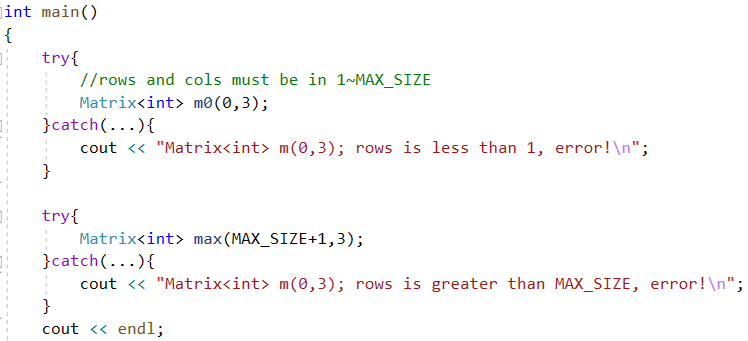 int main()
{
try{
//rows and cols must be in 1~MAX_SIZE
Matrix<int> m0(0,3);
}catch(...){
cout << "Matrix<int> m(0,3); rows is less than 1, error!\n";
}
try{
Matrix<int> max(MAX_SIZE+1,3);
}catch(...){
cout << "Matrix<int> m(0,3); rows is greater than MAX_SIZE, error!\n";
}
cout << endl;